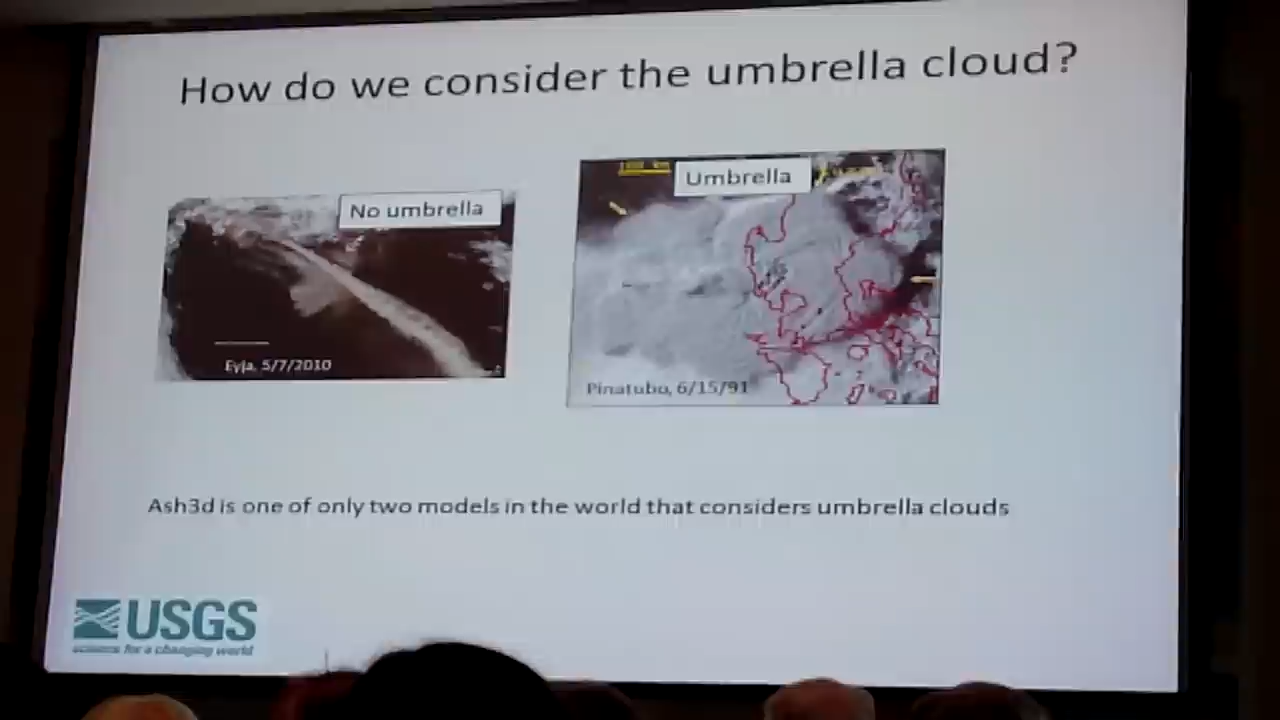 How do we consider the umbrella cloud?
No umbrella
Umbrella
Eyja, 5/7/2010
Pinatubo, 6/15/91
Ash3d is one of only two models in the world that considers umbrella clouds
USGS
science for a changing world